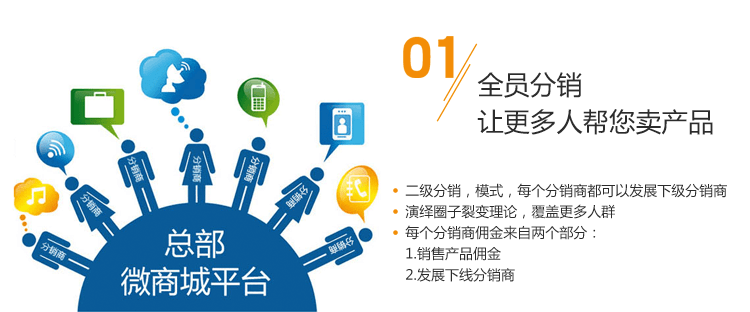 01
全员分销
让更多人帮您卖产品
二级分销，模式，每个分销商都可以发展下级分销商
演绎圈子裂变理论，覆盖更多人群
每个分销商佣金来自两个部分：
1.销售产品佣金
2.发展下线分销商
分销商
分销商
分销商
分销商
分销商
分销商
分销商
总部
微商城平台